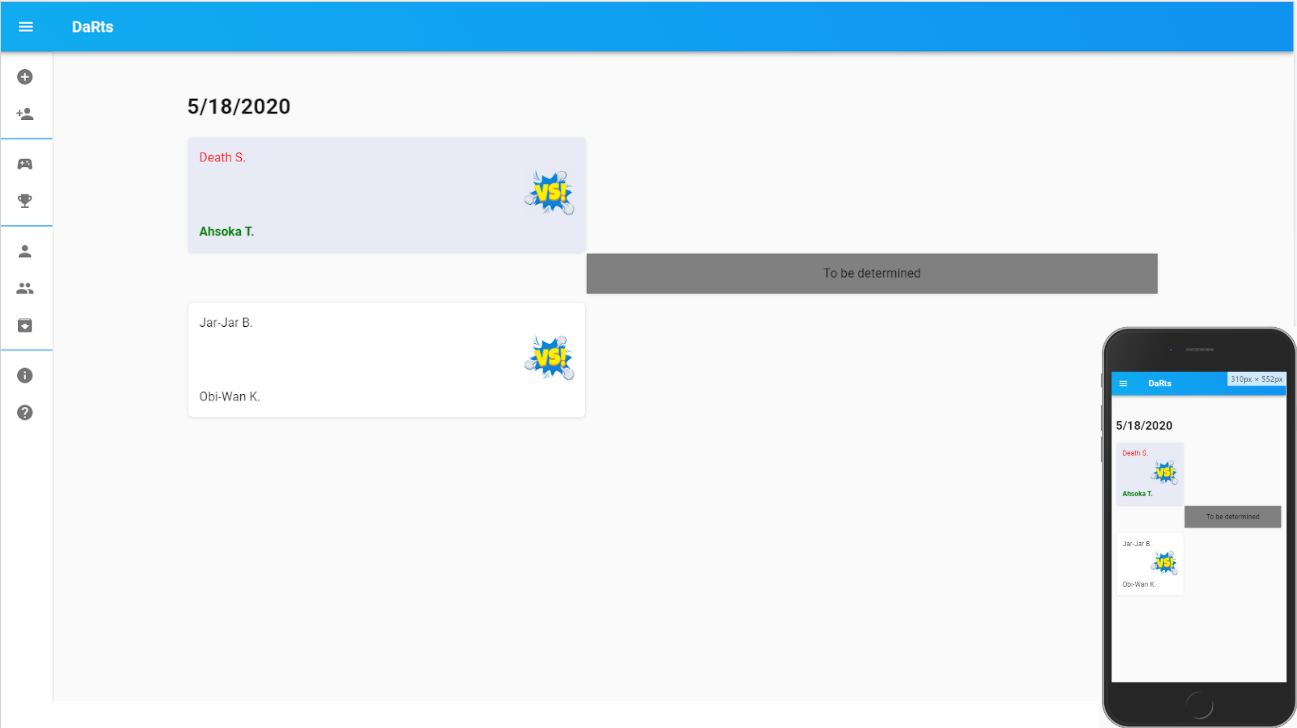 DaRts
5/18/2020
Death S.
VS!
Ahsoka T.
To be determined
Jar-Jar B.
VS!
Obi-Wan K.
DaRts
310px × 552px
5/18/2020
Death S.
VS!
Ahsoka T.
To be determined
Jar-Jar B.
VS!
Obi-Wan K.